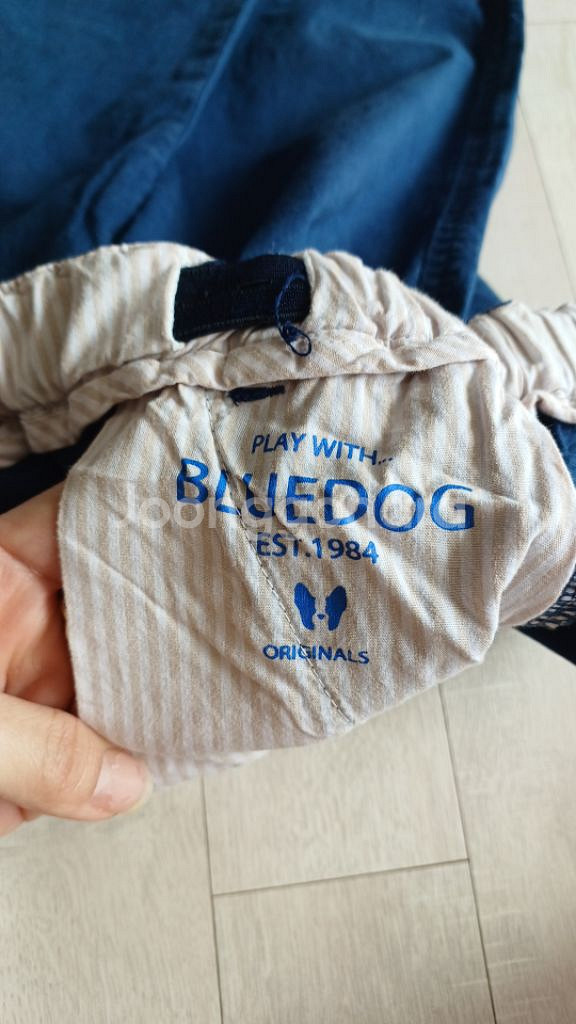 PLAY WITH...
BLUEDOG
EST.1984
ORIGINALS